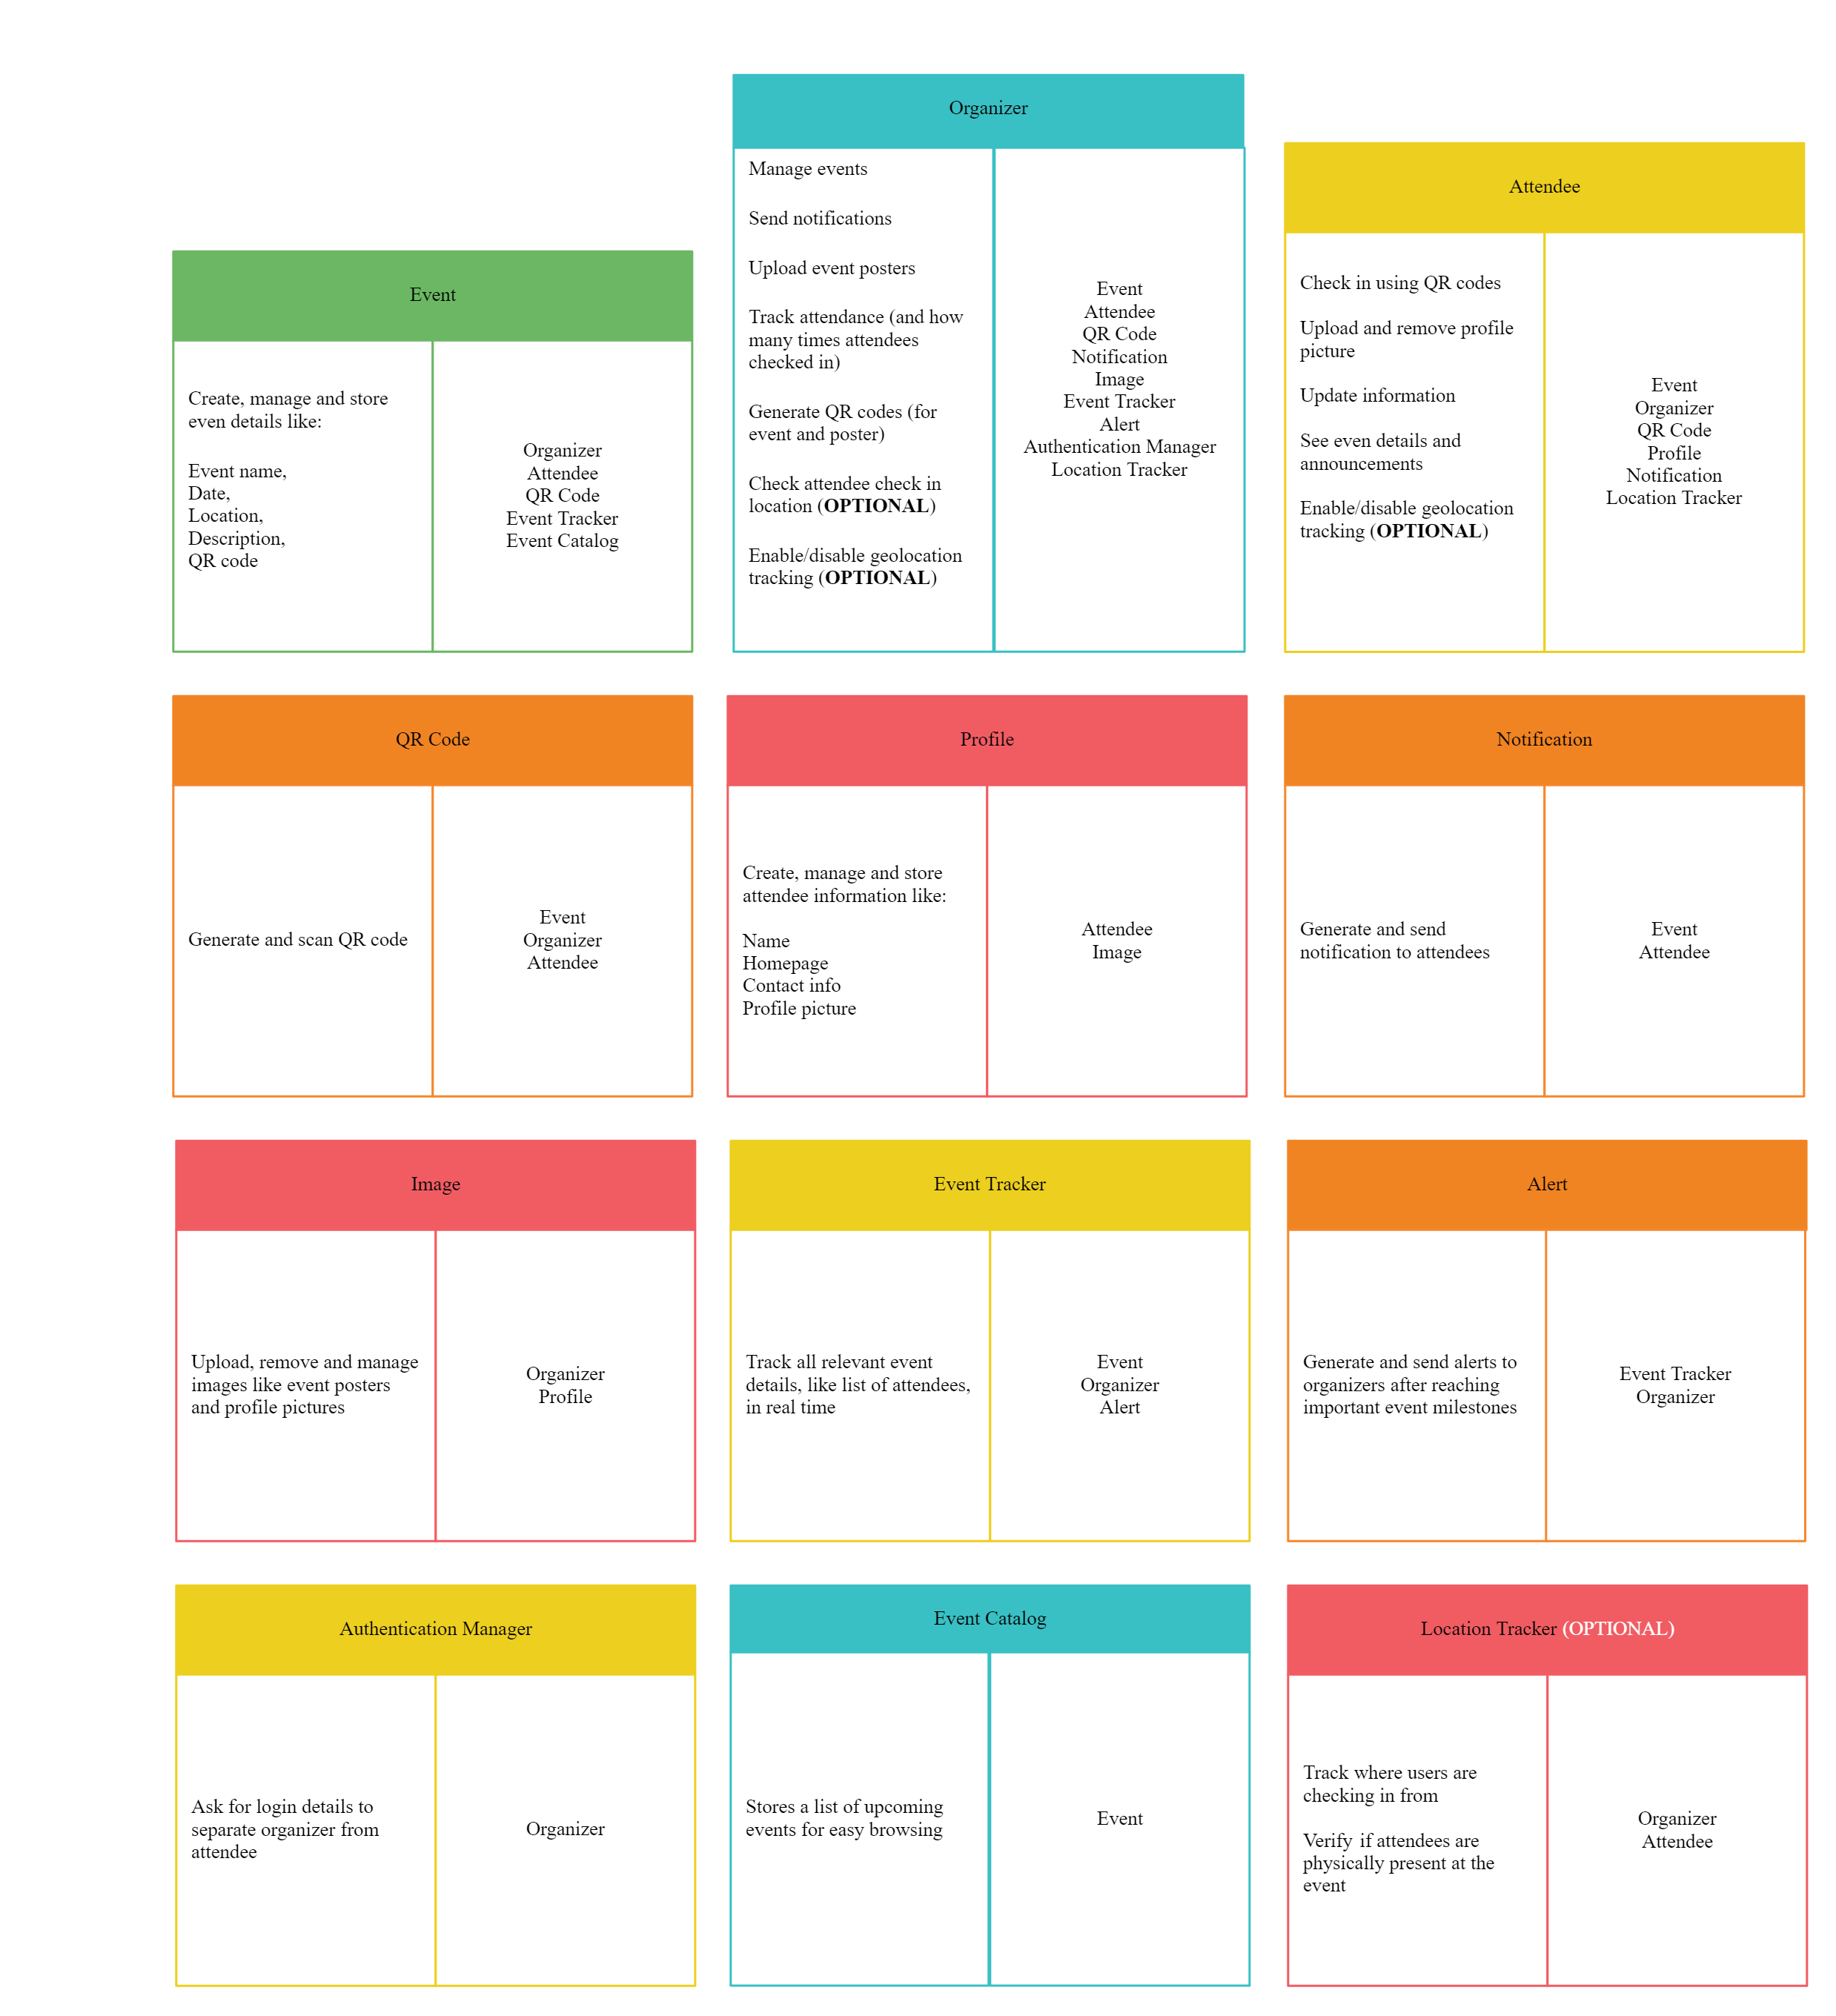 Organizer
Manage events
Send notifications
Upload event posters
Track attendance (and how
many times attendees
checked in)
Generate QR codes (for
event and poster)
Check attendee check in
location (OPTIONAL)
Enable/disable geolocation
tracking (OPTIONAL)
Event
Attendee
QR Code
Notification
Image
Event Tracker
Alert
Authentication Manager
Location Tracker
Attendee
Check in using QR codes
Upload and remove profile
picture
Update information
See even details and
announcements
Enable/disable geolocation
tracking (OPTIONAL)
Event
Organizer
QR Code
Profile
Notification
Location Tracker
Event
Create, manage and store
even details like:
Event name,
Date,
Location,
Description,
QR code
Organizer
Attendee
QR Code
Event Tracker
Event Catalog
QR Code
Generate and scan QR code
Event
Organizer
Attendee
Profile
Create, manage and store
attendee information like:
Name
Homepage
Contact info
Profile picture
Attendee
Image
Notification
Generate and send
notification to attendees
Event
Attendee
Image
Upload, remove and manage
images like event posters
and profile pictures
Organizer
Profile
Event Tracker
Track all relevant event
details, like list of attendees,
in real time
Event
Organizer
Alert
Alert
Generate and send alerts to
organizers after reaching
important event milestones
Event Tracker
Organizer
Authentication Manager
Ask for login details to
separate organizer from
attendee
Organizer
Event Catalog
Stores a list of upcoming
events for easy browsing
Event
Location Tracker (OPTIONAL)
Track where users are
checking in from
Verify if attendees are
physically present at the
event
Organizer
Attendee